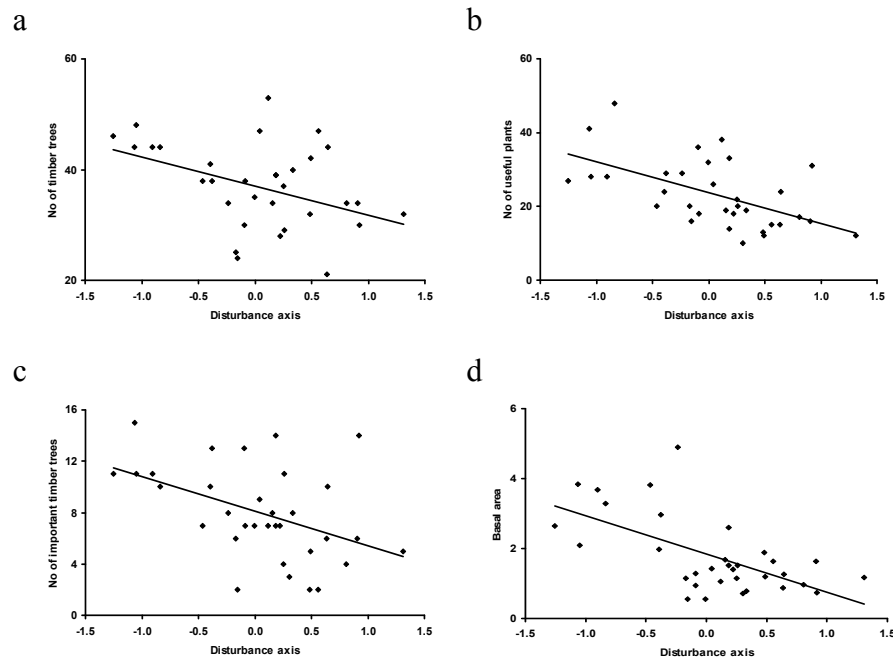 a
60
40
20
No of timber trees
-1.5 -1.0 -0.5 0.0 0.5 1.0 1.5
Disturbance axis
b
60
40
20
0
No of useful plants
-1.5 -1.0 -0.5 0.0 0.5 1.0 1.5
Disturbance axis
c
16
12
8
4
0
No of important timber trees
-1.5 -1.0 -0.5 0.0 0.5 1.0 1.5
Disturbance axis
d
6
4
2
0
Basal area
-1.5 -1.0 -0.5 0.0 0.5 1.0 1.5
Disturbance axis